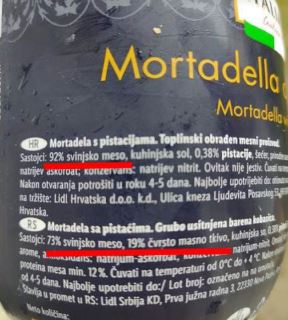 Mortadella
Mortadella
HR Mortadela s pistacijama. Toplinski obrađen mesni proizvod.
Sastojci: 92% svinjsko meso, kuhinjska sol, 0,38% pistacije, šećer,
natrijev askorbat; konzervans: natrijev nitrit. Ovitak nije jestiv.
Nakon otvaranja potrošiti u roku 4-5 dana. Najbolje upotrijebiti do:
na tržište: Lidl Hrvatska d.o.o. k.d., Ulica kneza Ljudevita Posavskog
Hrvatska.
RS Mortadela sa pistaćima. Grubo usitnjena barena kobasica.
Sastojci: 73% svinjsko meso, 19% čvrsto masno tkivo, kuhinjska so,
arome, natrijum-askorbat; natrijum-nitrit.
proteina mesa min. 12%. Čuvati na temperaturi od 0°C do +4 °C.
od 4-5 dana. Najbolje upotrebiti do:/ Lot broj: označeno na
Stavlja u promet u RS: Lidl Srbija KD, Prva južna radna 3, 22330 Nova
Neto količina: